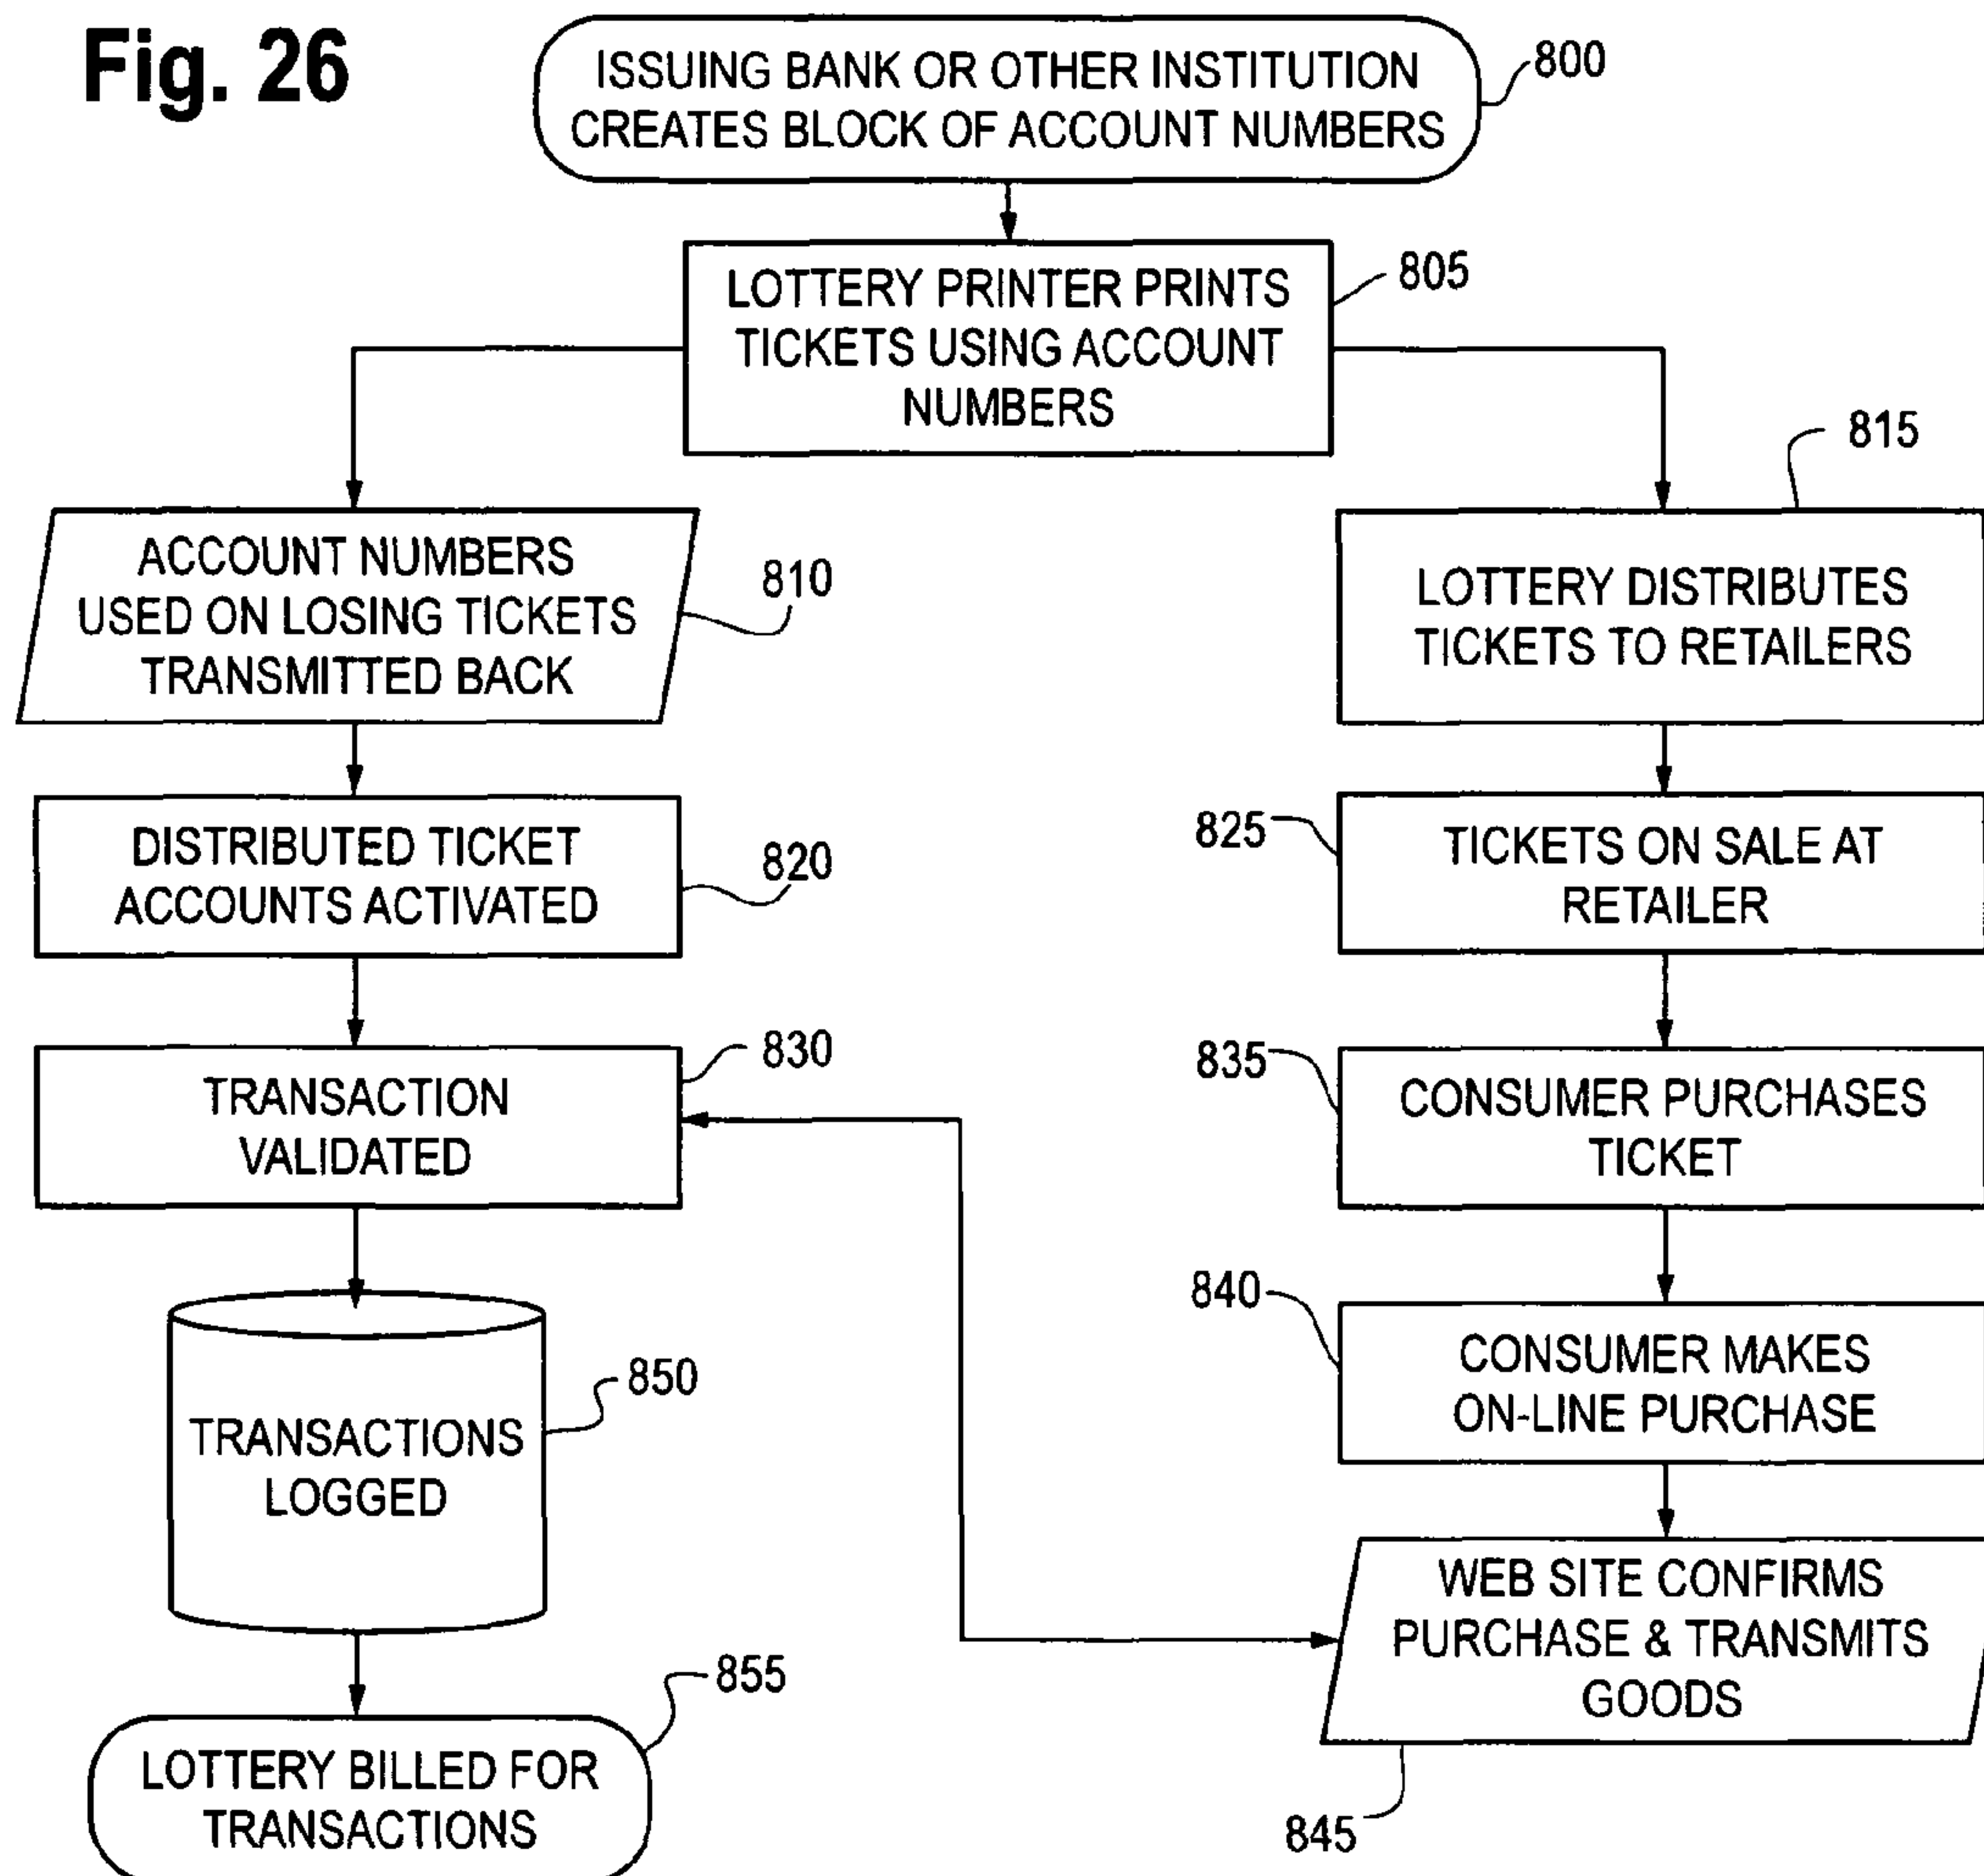 Fig. 26
ISSUING BANK OR OTHER INSTITUTION
CREATES BLOCK OF ACCOUNT NUMBERS
800
LOTTERY PRINTER PRINTS
TICKETS USING ACCOUNT
NUMBERS
805
ACCOUNT NUMBERS
USED ON LOSING TICKETS
TRANSMITTED BACK
810
LOTTERY DISTRIBUTES
TICKETS TO RETAILERS
815
DISTRIBUTED TICKET
ACCOUNTS ACTIVATED
820
TICKETS ON SALE AT
RETAILER
825
TRANSACTION
VALIDATED
830
CONSUMER PURCHASES
TICKET
835
CONSUMER MAKES
ON-LINE PURCHASE
840
TRANSACTIONS
LOGGED
850
WEB SITE CONFIRMS
PURCHASE & TRANSMITS
GOODS
845
LOTTERY BILLED FOR
TRANSACTIONS
855